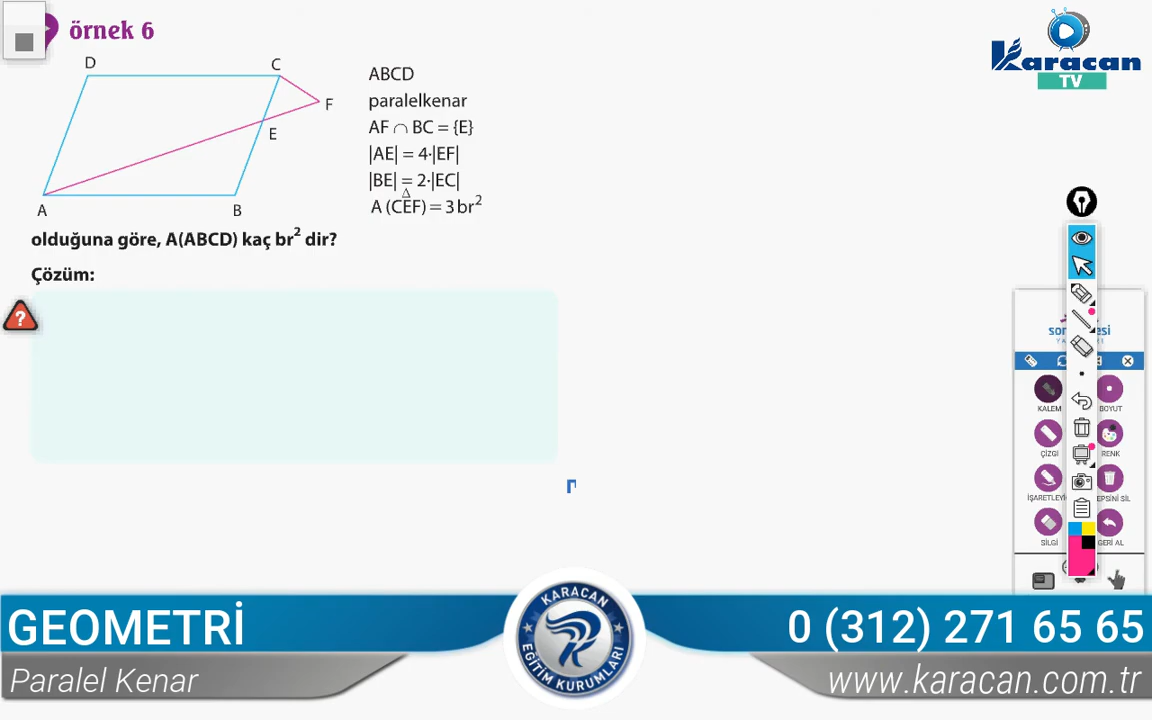 örnek 6
D
C
F
E
A
B
ABCD
paralelkenar
AF ∩ BC = {E}
|AE| = 4·|EF|
|BE| = 2·|EC|
A (CEF) = 3 br²
olduğuna göre, A(ABCD) kaç br² dir?
Çözüm:
?
Karacan
TV
KALEM
BOYUT
ÇİZGİ
RENK
SİLGİ
GERİ AL
GEOMETRİ
Paralel Kenar
KARACAN
EĞİTİM KURUMLARI
0 (312) 271 65 65
www.karacan.com.tr